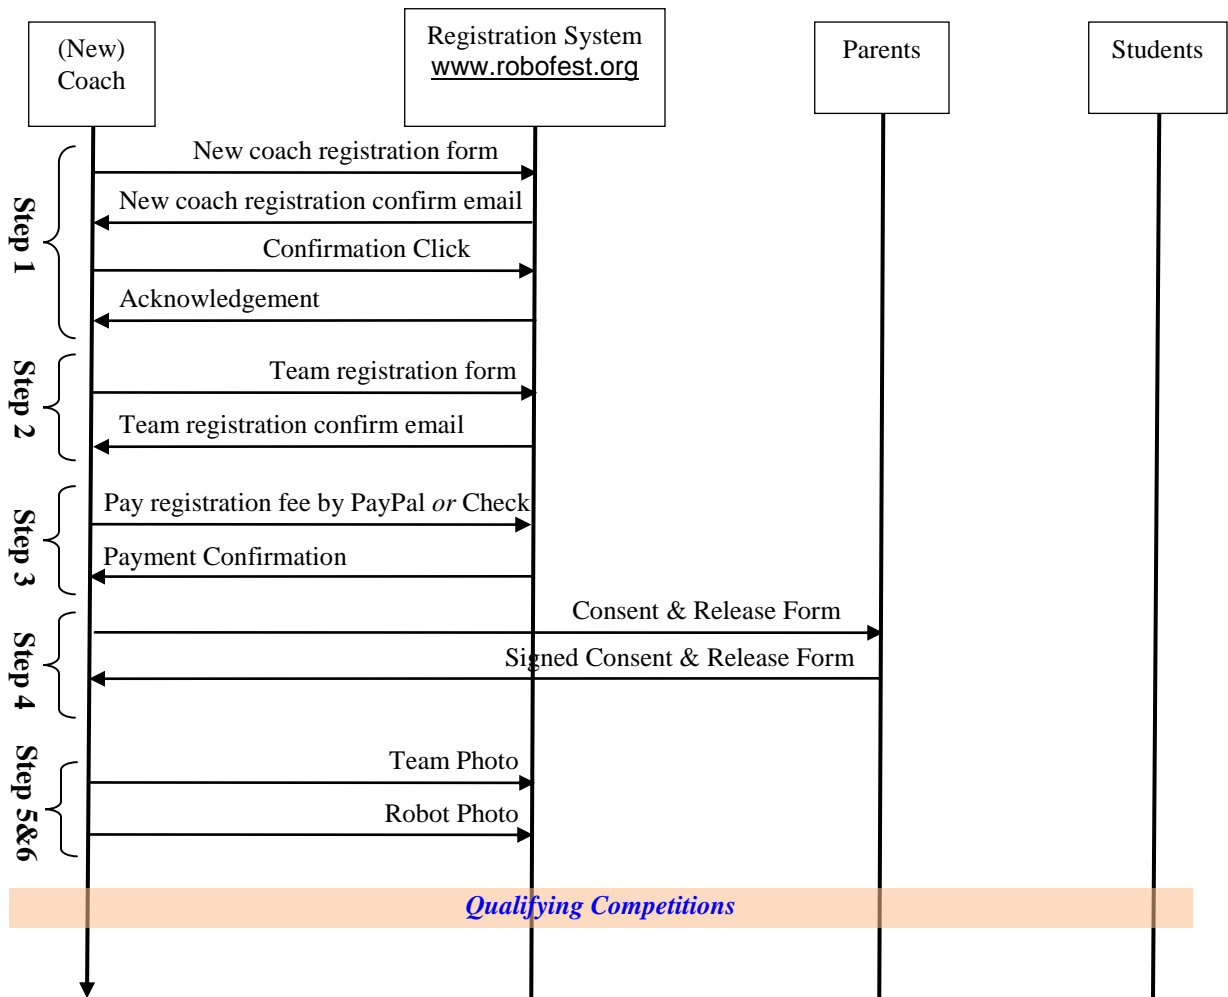 (New)
Coach
Registration System
www.robofest.org
Parents
Students
Step 1
New coach registration form
New coach registration confirm email
Confirmation Click
Acknowledgement
Step 2
Team registration form
Team registration confirm email
Step 3
Pay registration fee by PayPal or Check
Payment Confirmation
Step 4
Consent & Release Form
Signed Consent & Release Form
Step 5&6
Team Photo
Robot Photo
Qualifying Competitions